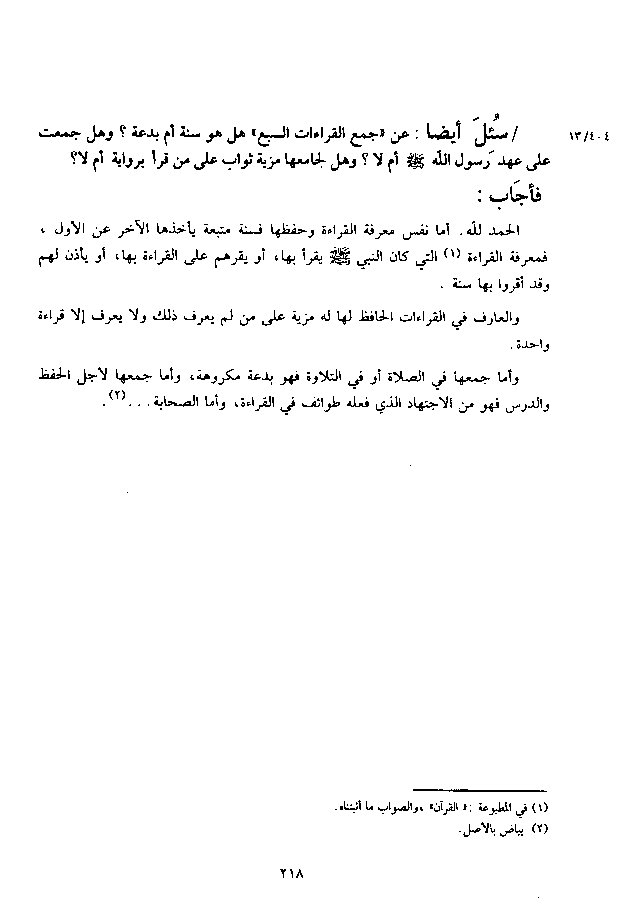 ١٣/٤٠٤ / سُئلَ أيضا : عن «جمع القراءات السبع» هل هو سنة أم بدعة ؟ وهل جمعت
على عهد رسول الله ﷺ أم لا ؟ وهل لجامعها مزية ثواب على من قرأ برواية أم لا؟
فأجَاب :
الحمد لله. أما نفس معرفة القراءة وحفظها فسنة متبعة يأخذها الآخر عن الأول ،
فمعرفة القراءة (١) التي كان النبي ﷺ يقرأ بها، أو يقرهم على القراءة بها، أو يأذن لهم
وقد أقروا بها سنة .
والعارف في القراءات الحافظ لها له مزية على من لم يعرف ذلك ولا يعرف إلا قراءة
واحدة.
وأما جمعها في الصلاة أو في التلاوة فهو بدعة مكروهة، وأما جمعها لأجل الحفظ
والدرس فهو من الاجتهاد الذي فعله طوائف في القراءة، وأما الصحابة . . .(٢).
(١) في المطبوعة : «القرآن» ،والصواب ما أثبتناه.
(٢) بياض بالأصل.
٢١٨